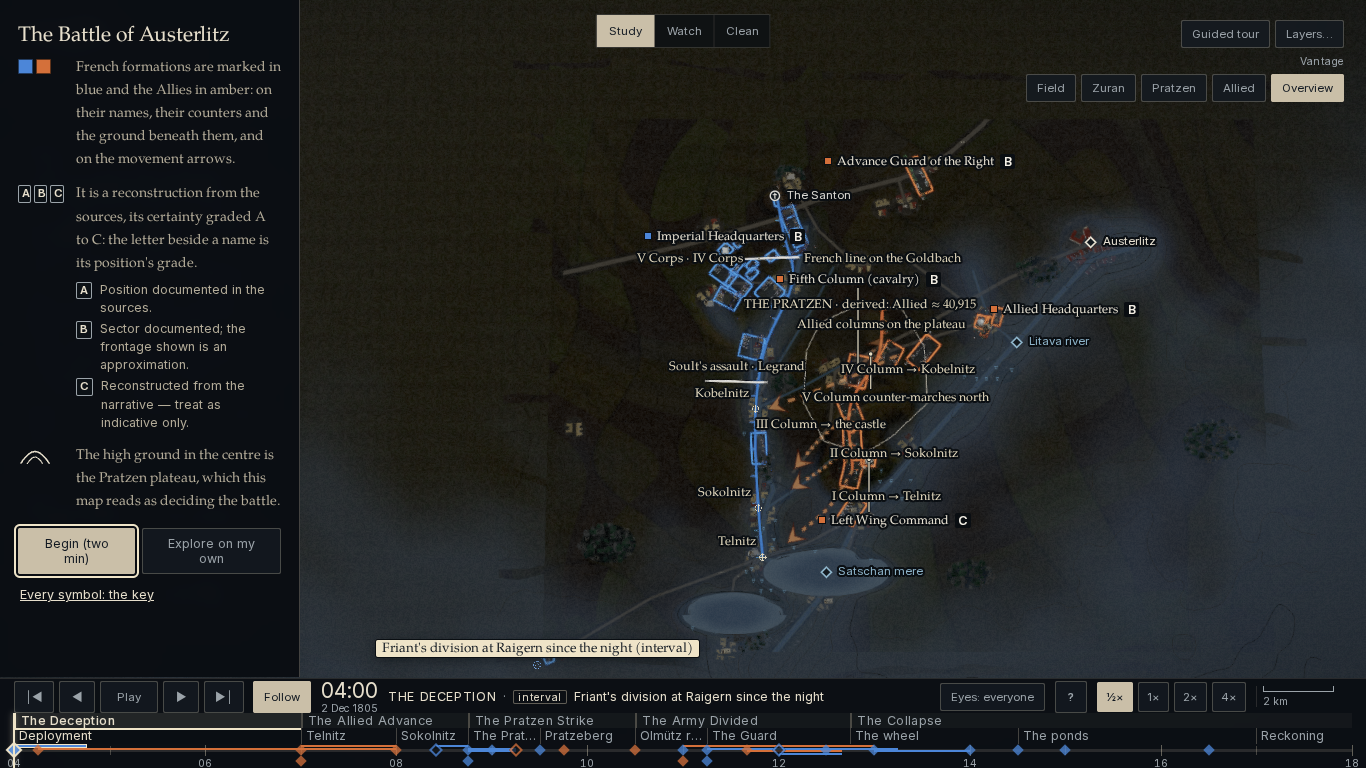 The Battle of Austerlitz
French formations are marked in
blue and the Allies in amber: on
their names, their counters and
the ground beneath them, and
on the movement arrows.
A B C
It is a reconstruction from the
sources, its certainty graded A
to C: the letter beside a name is
its position's grade.
A Position documented in the
sources.
B Sector documented; the
frontage shown is an
approximation.
C Reconstructed from the
narrative — treat as
indicative only.
The high ground in the centre is
the Pratzen plateau, which this
map reads as deciding the battle.
Begin (two
min)
Explore on my
own
Every symbol: the key
Study Watch Clean
Guided tour Layers...
Vantage
Field Zuran Pratzen Allied Overview
Advance Guard of the Right B
The Santon
Imperial Headquarters B
Austerlitz
V Corps · IV Corps
French line on the Goldbach
Fifth Column (cavalry) B
THE PRATZEN · derived: Allied ≈ 40,915
Allied Headquarters B
Allied columns on the plateau
Litava river
Soult's assault · Legrand
IV Column → Kobelnitz
Kobelnitz
V Column counter-marches north
III Column → the castle
II Column → Sokolnitz
Sokolnitz
I Column → Telnitz
Left Wing Command C
Telnitz
Satschan mere
Friant's division at Raigern since the night (interval)
Play
Follow
04:00
2 Dec 1805
THE DECEPTION · interval Friant's division at Raigern since the night
Eyes: everyone
?
½× 1× 2× 4×
2 km
The Deception The Allied Advance The Pratzen Strike The Army Divided The Collapse
Deployment Telnitz Sokolnitz The Prat... Pratzeberg Olmütz r... The Guard The wheel The ponds Reckoning
04 06 08 10 12 14 16 18